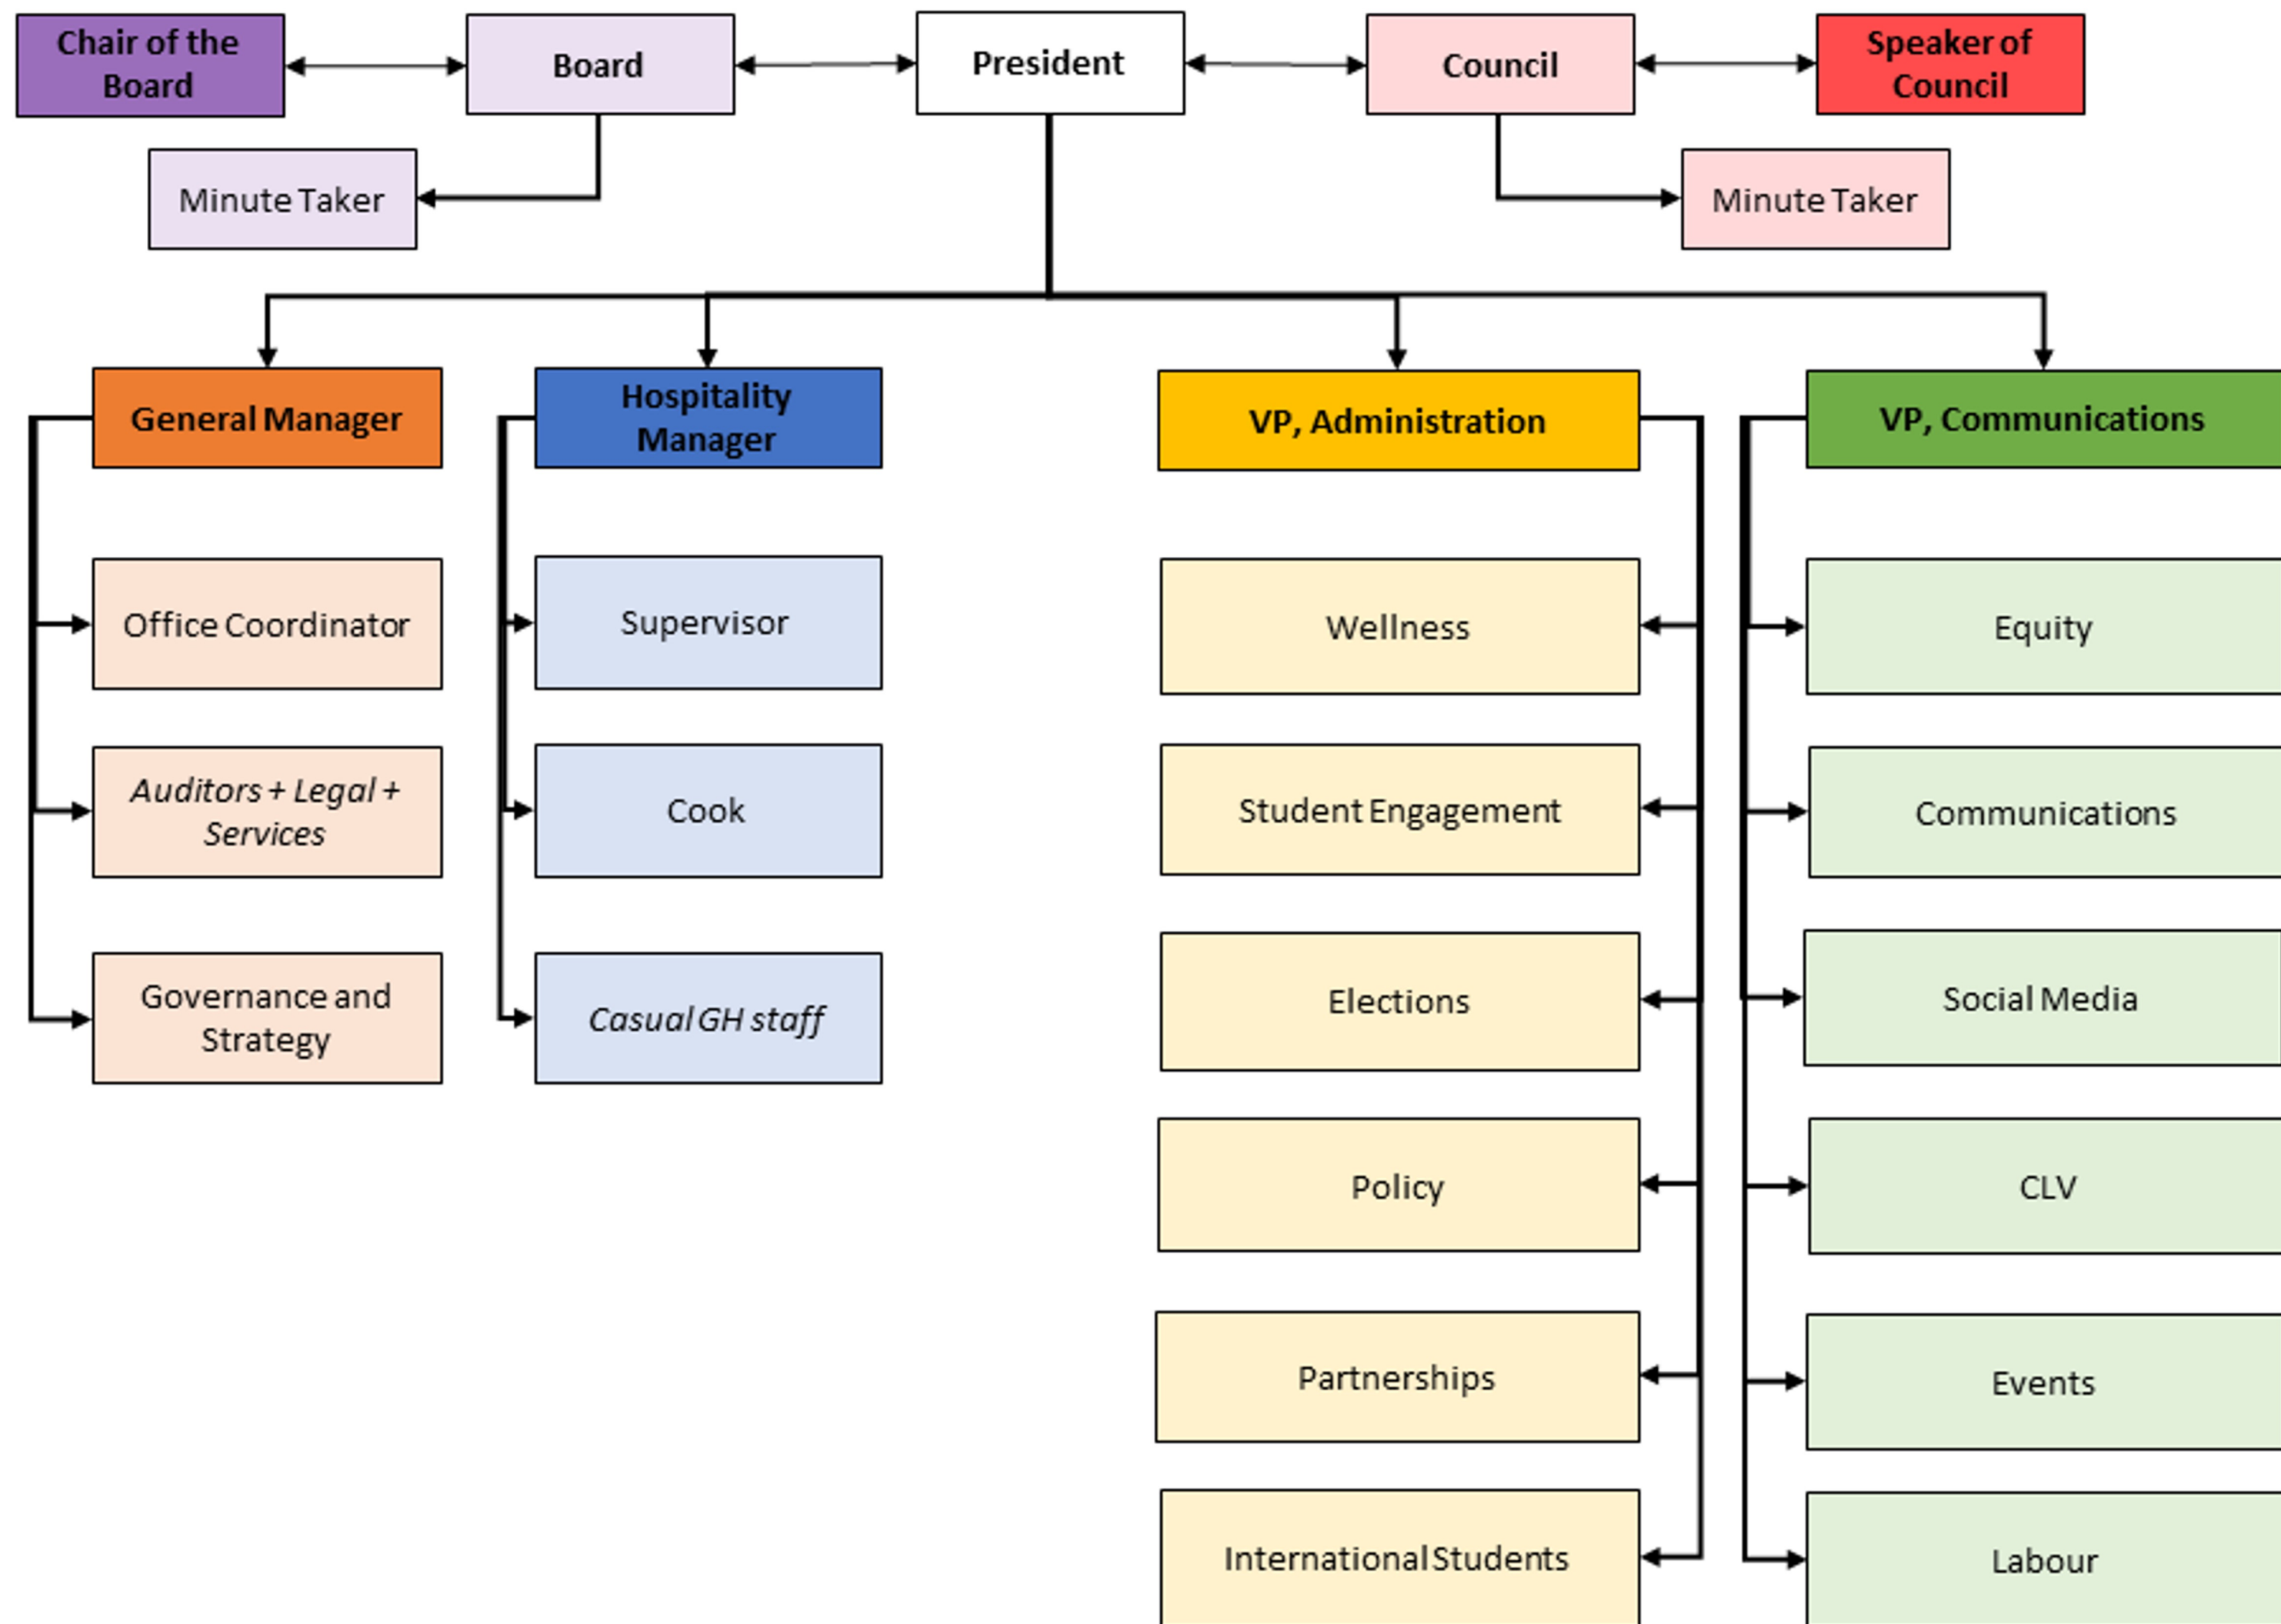 Chair of the
Board
Board
President
Council
Speaker of
Council
Minute Taker
Minute Taker
General Manager
Hospitality
Manager
VP, Administration
VP, Communications
Office Coordinator
Supervisor
Wellness
Equity
Auditors + Legal +
Services
Cook
Student Engagement
Communications
Governance and
Strategy
Casual GH staff
Elections
Social Media
Policy
CLV
Partnerships
Events
International Students
Labour